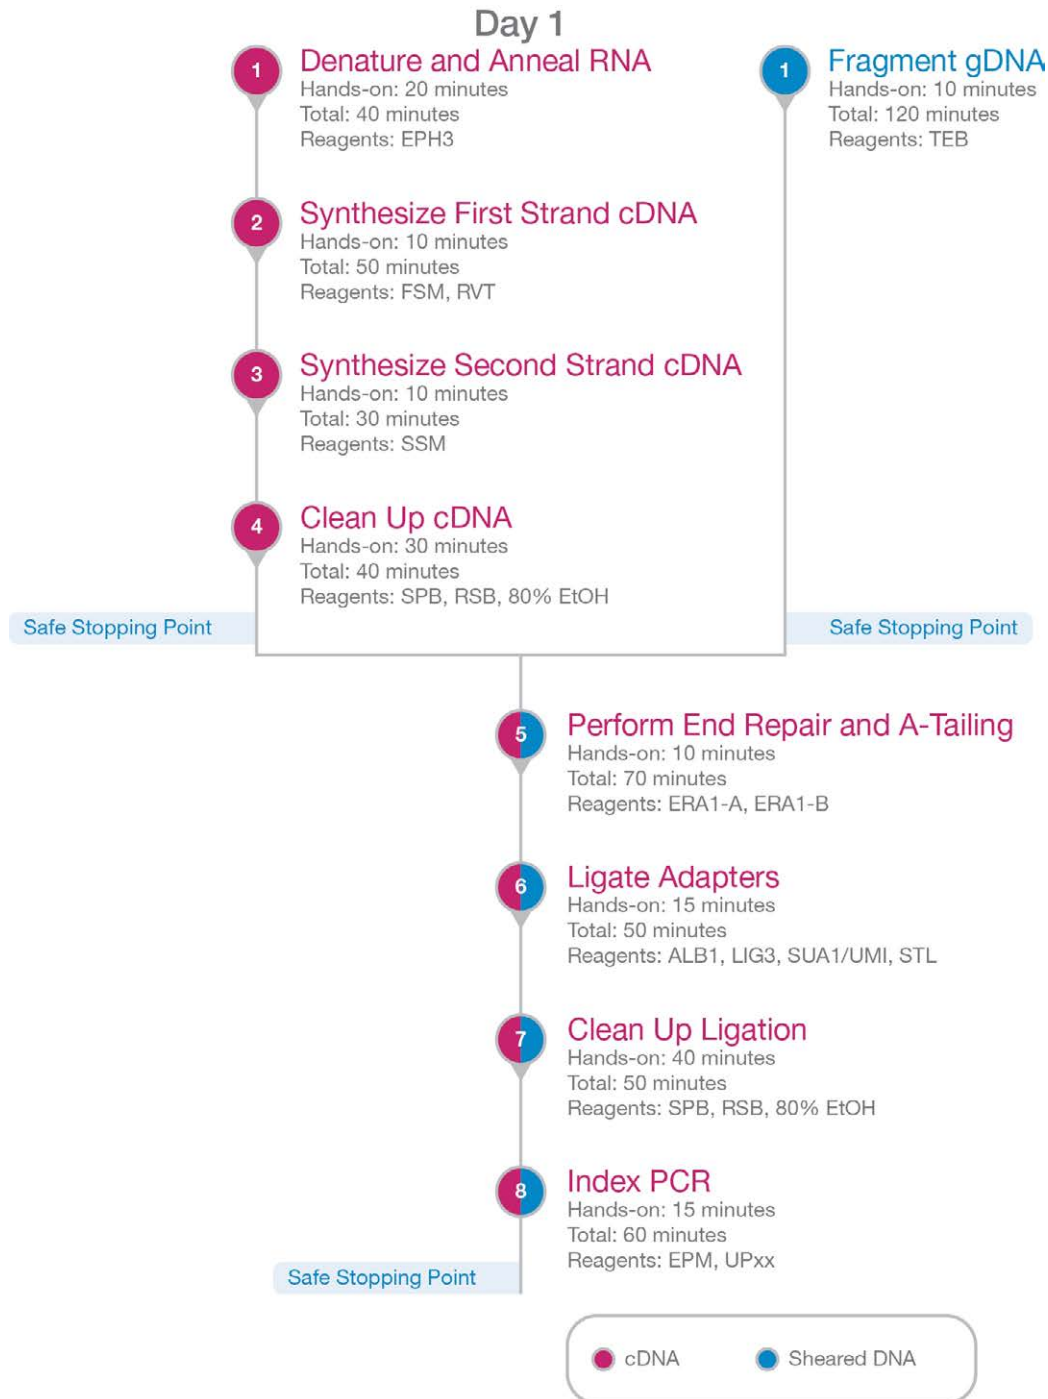 Day 1
1
Denature and Anneal RNA
Hands-on: 20 minutes
Total: 40 minutes
Reagents: EPH3
1
Fragment gDNA
Hands-on: 10 minutes
Total: 120 minutes
Reagents: TEB
2
Synthesize First Strand cDNA
Hands-on: 10 minutes
Total: 50 minutes
Reagents: FSM, RVT
3
Synthesize Second Strand cDNA
Hands-on: 10 minutes
Total: 30 minutes
Reagents: SSM
4
Clean Up cDNA
Hands-on: 30 minutes
Total: 40 minutes
Reagents: SPB, RSB, 80% EtOH
Safe Stopping Point
Safe Stopping Point
5
Perform End Repair and A-Tailing
Hands-on: 10 minutes
Total: 70 minutes
Reagents: ERA1-A, ERA1-B
6
Ligate Adapters
Hands-on: 15 minutes
Total: 50 minutes
Reagents: ALB1, LIG3, SUA1/UMI, STL
7
Clean Up Ligation
Hands-on: 40 minutes
Total: 50 minutes
Reagents: SPB, RSB, 80% EtOH
8
Index PCR
Hands-on: 15 minutes
Total: 60 minutes
Reagents: EPM, UPxx
Safe Stopping Point
cDNA
Sheared DNA